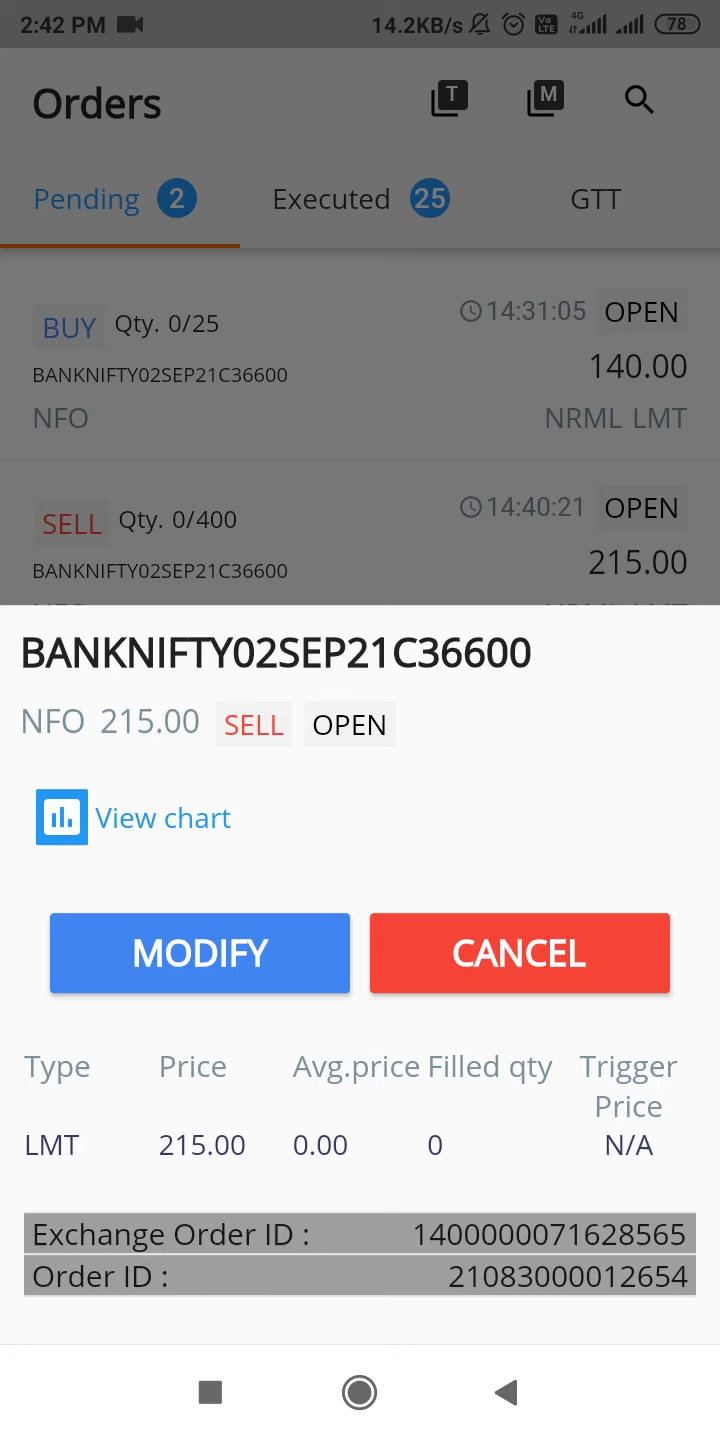 2:42 PM 14.2KB/s Vo LTE 4G 78
Orders T M
Pending 2 Executed 25 GTT
BUY Qty. 0/25 14:31:05 OPEN
BANKNIFTY02SEP21C36600 140.00
NFO NRML LMT
SELL Qty. 0/400 14:40:21 OPEN
BANKNIFTY02SEP21C36600 215.00
BANKNIFTY02SEP21C36600
NFO 215.00 SELL OPEN
View chart
MODIFY CANCEL
Type Price Avg.price Filled qty Trigger Price
LMT 215.00 0.00 0 N/A
Exchange Order ID : 1400000071628565
Order ID : 21083000012654